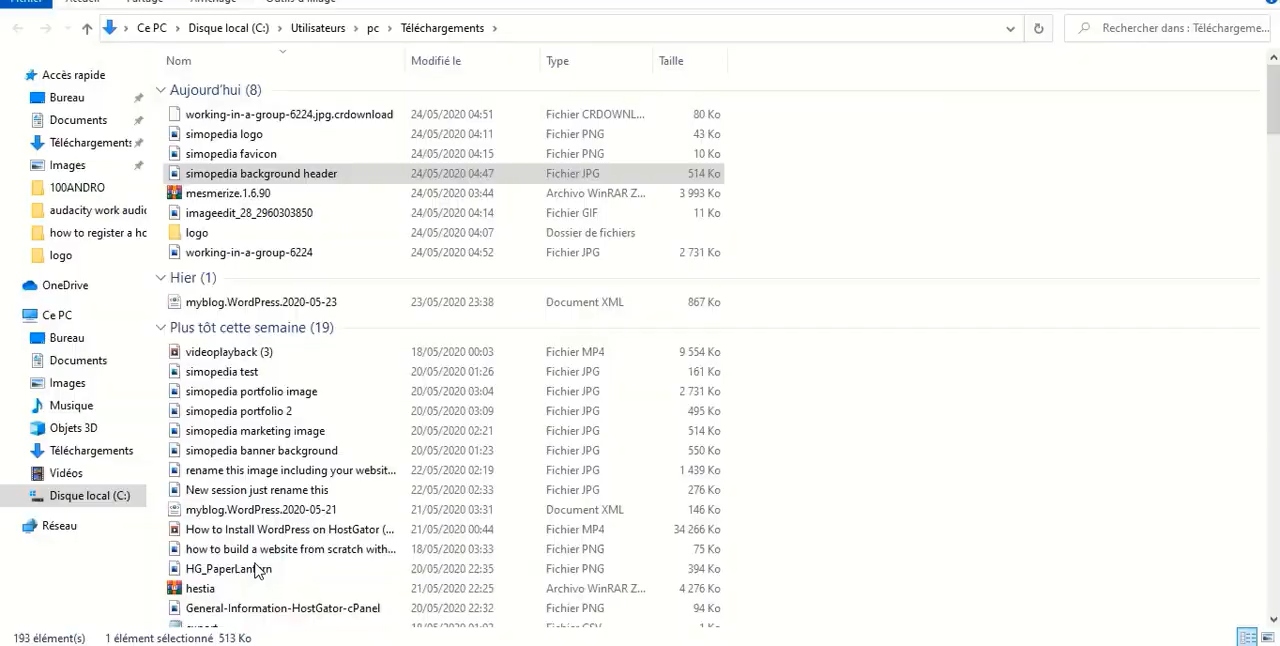 Fichier Accueil Partage Affichage Outils d'image
Ce PC Disque local (C:) Utilisateurs pc Téléchargements
Rechercher dans : Téléchargeme...
Nom Modifié le Type Taille
Accès rapide
Bureau
Documents
Téléchargements
Images
100ANDRO
audacity work audic
how to register a hc
logo
OneDrive
Ce PC
Bureau
Documents
Images
Musique
Objets 3D
Téléchargements
Vidéos
Disque local (C:)
Réseau
Aujourd'hui (8)
working-in-a-group-6224.jpg.crdownload 24/05/2020 04:51 Fichier CRDOWNL... 80 Ko
simopedia logo 24/05/2020 04:11 Fichier PNG 43 Ko
simopedia favicon 24/05/2020 04:15 Fichier PNG 10 Ko
simopedia background header 24/05/2020 04:47 Fichier JPG 514 Ko
mesmerize.1.6.90 24/05/2020 03:44 Archivo WinRAR Z... 3 993 Ko
imageedit_28_2960303850 24/05/2020 04:14 Fichier GIF 11 Ko
logo 24/05/2020 04:07 Dossier de fichiers
working-in-a-group-6224 24/05/2020 04:52 Fichier JPG 2 731 Ko
Hier (1)
myblog.WordPress.2020-05-23 23/05/2020 23:38 Document XML 867 Ko
Plus tôt cette semaine (19)
videoplayback (3) 18/05/2020 00:03 Fichier MP4 9 554 Ko
simopedia test 20/05/2020 01:26 Fichier JPG 161 Ko
simopedia portfolio image 20/05/2020 03:04 Fichier JPG 2 731 Ko
simopedia portfolio 2 20/05/2020 03:09 Fichier JPG 495 Ko
simopedia marketing image 20/05/2020 02:21 Fichier JPG 514 Ko
simopedia banner background 20/05/2020 01:23 Fichier JPG 550 Ko
rename this image including your websit... 22/05/2020 02:19 Fichier JPG 1 439 Ko
New session just rename this 22/05/2020 02:33 Fichier JPG 276 Ko
myblog.WordPress.2020-05-21 21/05/2020 03:31 Document XML 146 Ko
How to Install WordPress on HostGator (... 21/05/2020 00:44 Fichier MP4 34 266 Ko
how to build a website from scratch with... 18/05/2020 03:33 Fichier PNG 75 Ko
HG_PaperLantern 20/05/2020 22:35 Fichier PNG 394 Ko
hestia 21/05/2020 22:25 Archivo WinRAR Z... 4 276 Ko
General-Information-HostGator-cPanel 20/05/2020 22:32 Fichier PNG 94 Ko
193 élément(s) 1 élément sélectionné 513 Ko